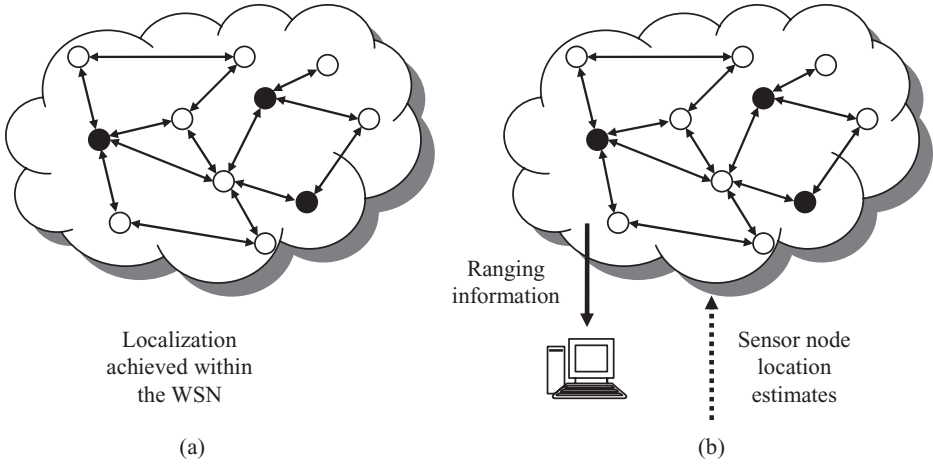 Localization
achieved within
the WSN
(a)
Ranging
information
Sensor node
location
estimates
(b)